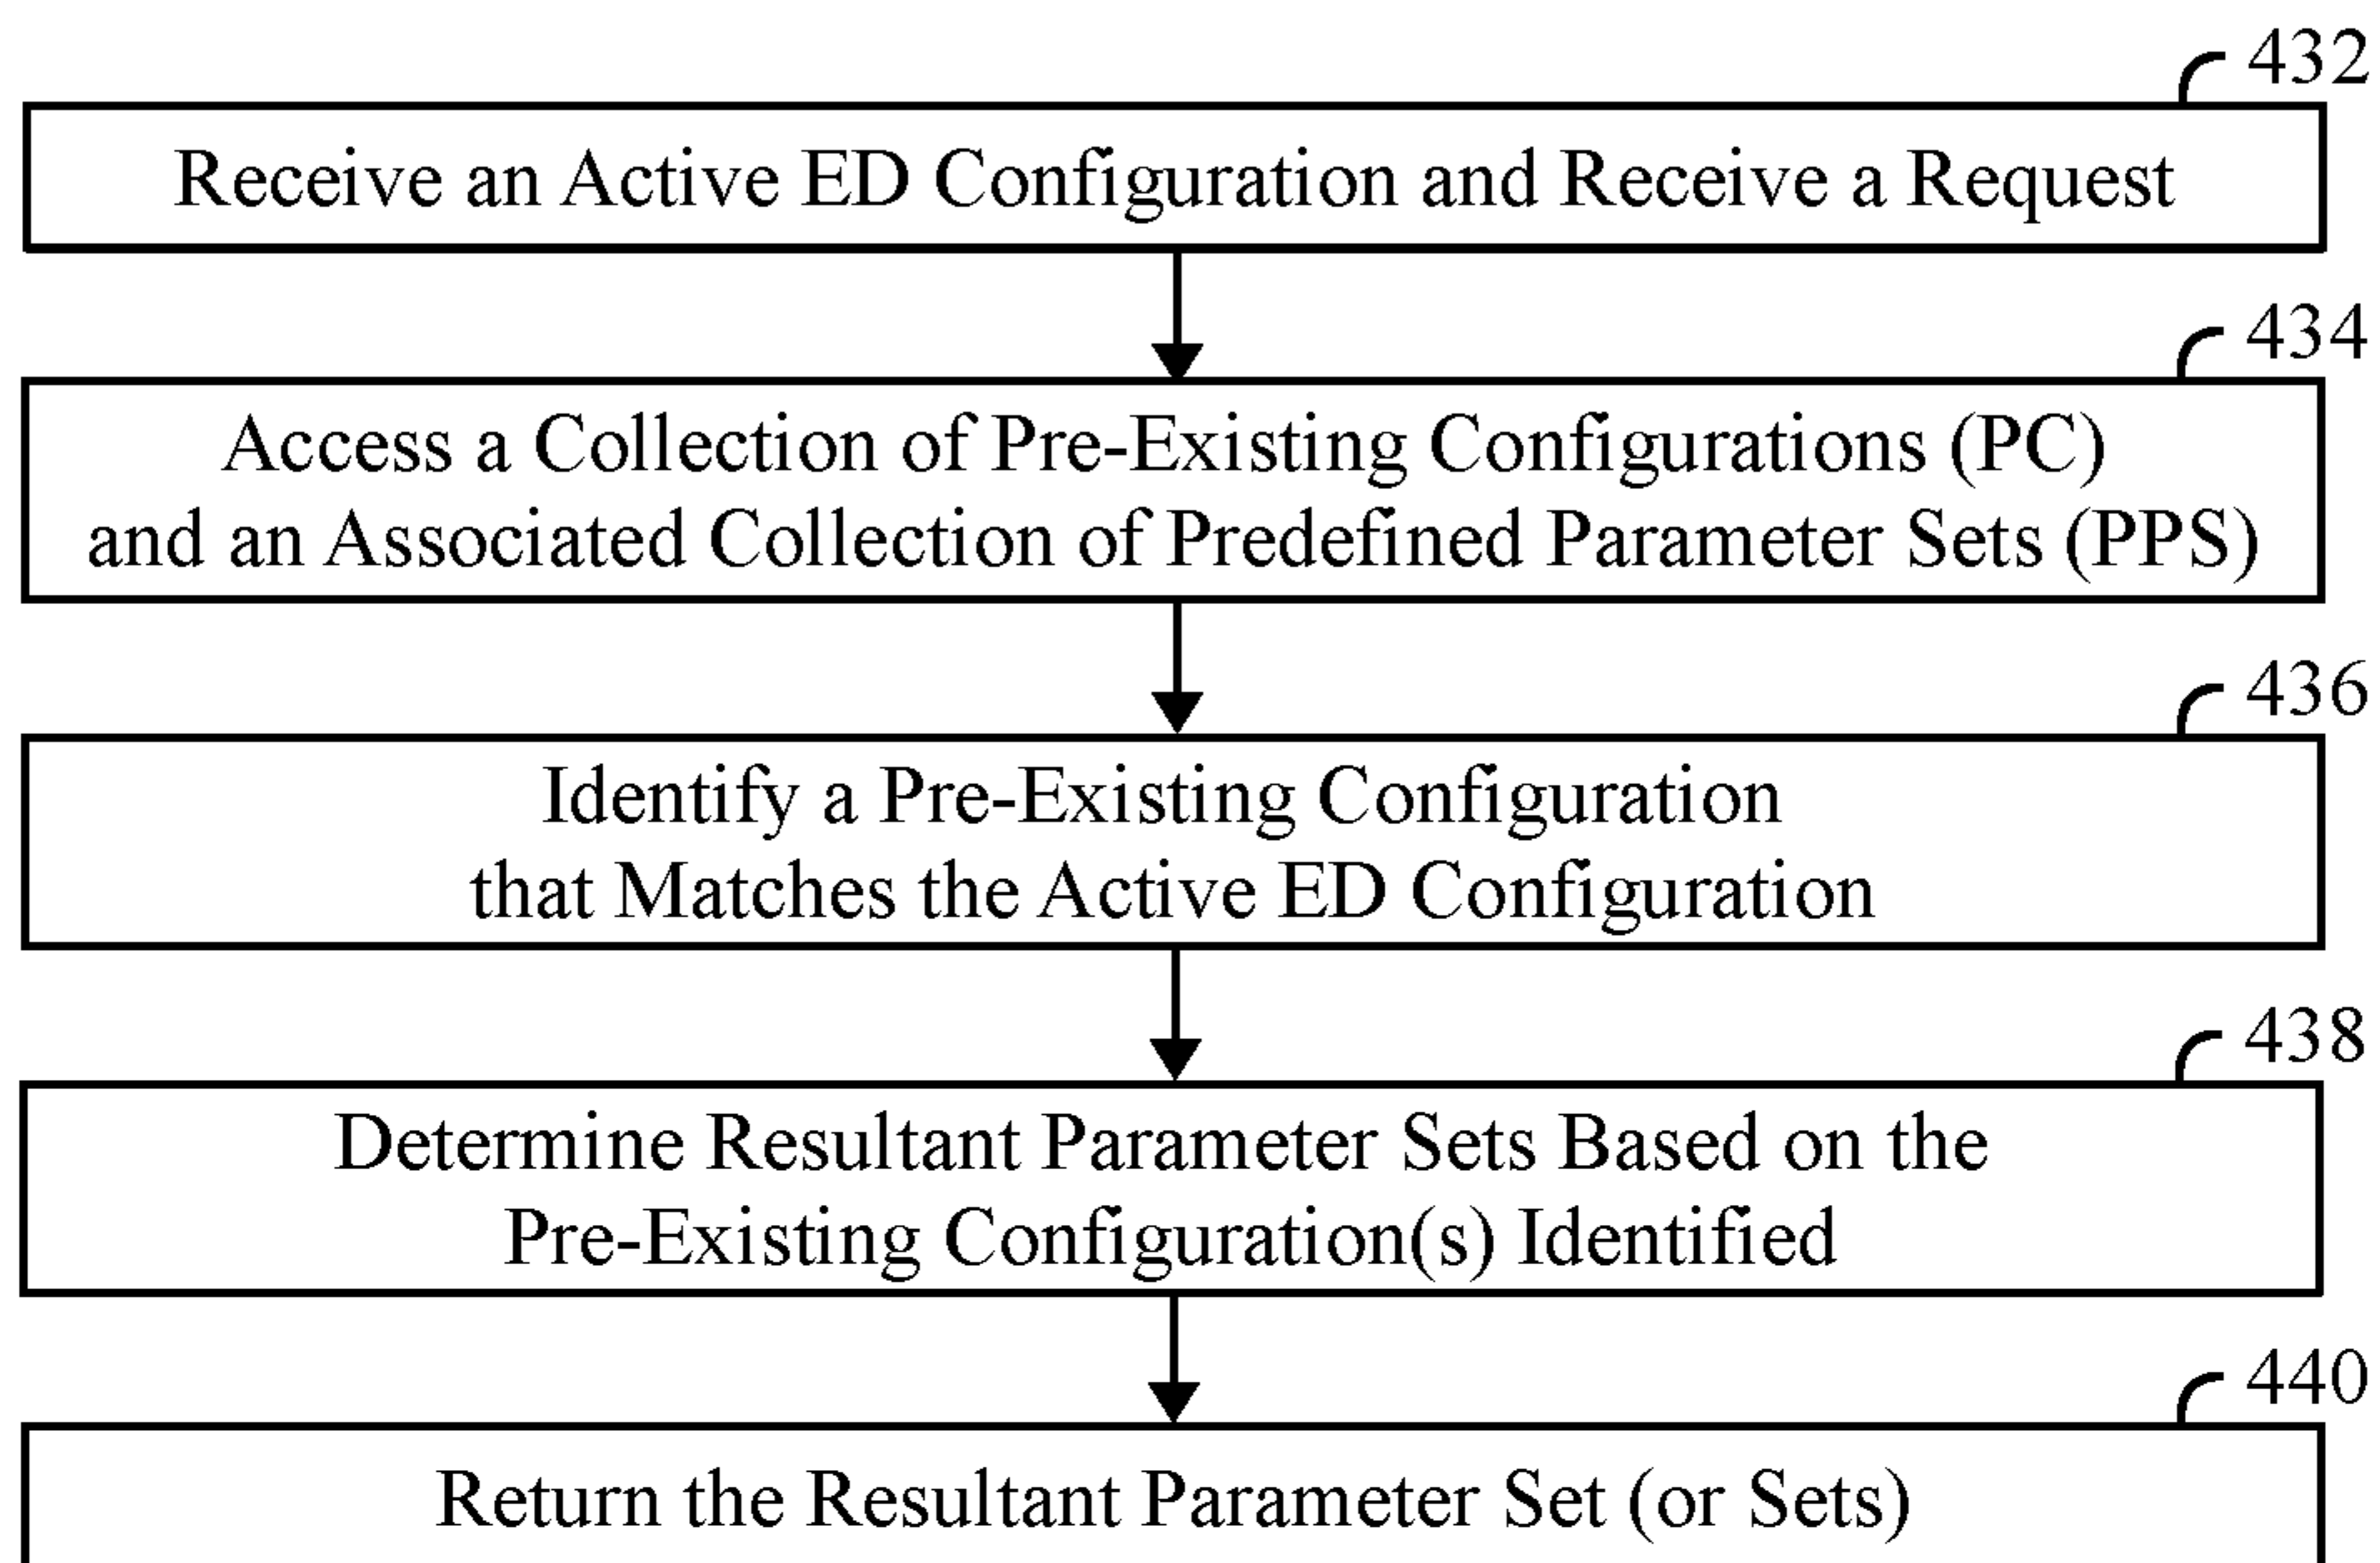 432
Receive an Active ED Configuration and Receive a Request
434
Access a Collection of Pre-Existing Configurations (PC)
and an Associated Collection of Predefined Parameter Sets (PPS)
436
Identify a Pre-Existing Configuration
that Matches the Active ED Configuration
438
Determine Resultant Parameter Sets Based on the
Pre-Existing Configuration(s) Identified
440
Return the Resultant Parameter Set (or Sets)